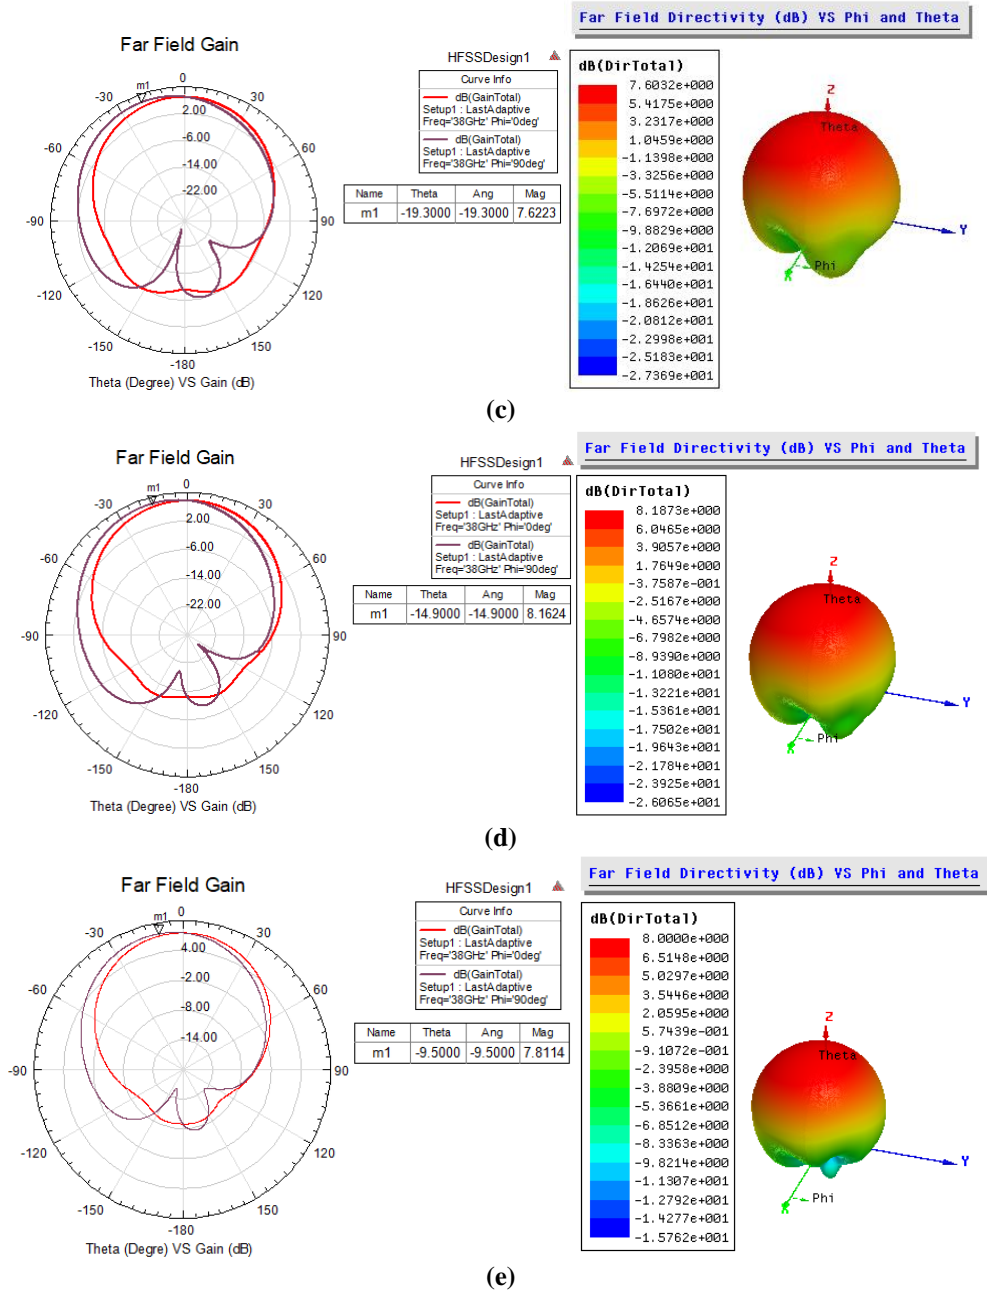 Far Field Directivity (dB) VS Phi and Theta
Far Field Gain
HFSSDesign1
Curve Info
dB(GainTotal)
Setup1 : LastAdaptive
Freq='38GHz' Phi='0deg'
dB(GainTotal)
Setup1 : LastAdaptive
Freq='38GHz' Phi='90deg'
Name Theta Ang Mag
m1 -19.3000 -19.3000 7.6223
m1
0
-30 30
-60 60
-90 90
-120 120
-150 150
-180
2.00
-6.00
-14.00
-22.00
Theta (Degree) VS Gain (dB)
dB(DirTotal)
7.6032e+000
5.4175e+000
3.2317e+000
1.0459e+000
-1.1398e+000
-3.3256e+000
-5.5114e+000
-7.6972e+000
-9.8829e+000
-1.2069e+001
-1.4254e+001
-1.6440e+001
-1.8626e+001
-2.0812e+001
-2.2998e+001
-2.5183e+001
-2.7369e+001
Z
Theta
Y
Phi
(c)
Far Field Directivity (dB) VS Phi and Theta
Far Field Gain
HFSSDesign1
Curve Info
dB(GainTotal)
Setup1 : LastAdaptive
Freq='38GHz' Phi='0deg'
dB(GainTotal)
Setup1 : LastAdaptive
Freq='38GHz' Phi='90deg'
Name Theta Ang Mag
m1 -14.9000 -14.9000 8.1624
m1
0
-30 30
-60 60
-90 90
-120 120
-150 150
-180
2.00
-6.00
-14.00
-22.00
Theta (Degree) VS Gain (dB)
dB(DirTotal)
8.1873e+000
6.0465e+000
3.9057e+000
1.7649e+000
-3.7587e-001
-2.5167e+000
-4.6574e+000
-6.7982e+000
-8.9390e+000
-1.1080e+001
-1.3221e+001
-1.5361e+001
-1.7502e+001
-1.9643e+001
-2.1784e+001
-2.3925e+001
-2.6065e+001
Z
Theta
Y
Phi
(d)
Far Field Directivity (dB) VS Phi and Theta
Far Field Gain
HFSSDesign1
Curve Info
dB(GainTotal)
Setup1 : LastAdaptive
Freq='38GHz' Phi='0deg'
dB(GainTotal)
Setup1 : LastAdaptive
Freq='38GHz' Phi='90deg'
Name Theta Ang Mag
m1 -9.5000 -9.5000 7.8114
m1
0
-30 30
-60 60
-90 90
-120 120
-150 150
-180
4.00
-2.00
-8.00
-14.00
Theta (Degre) VS Gain (dB)
dB(DirTotal)
8.0000e+000
6.5148e+000
5.0297e+000
3.5446e+000
2.0595e+000
5.7439e-001
-9.1072e-001
-2.3958e+000
-3.8809e+000
-5.3661e+000
-6.8512e+000
-8.3363e+000
-9.8214e+000
-1.1307e+001
-1.2792e+001
-1.4277e+001
-1.5762e+001
Z
Theta
Y
Phi
(e)